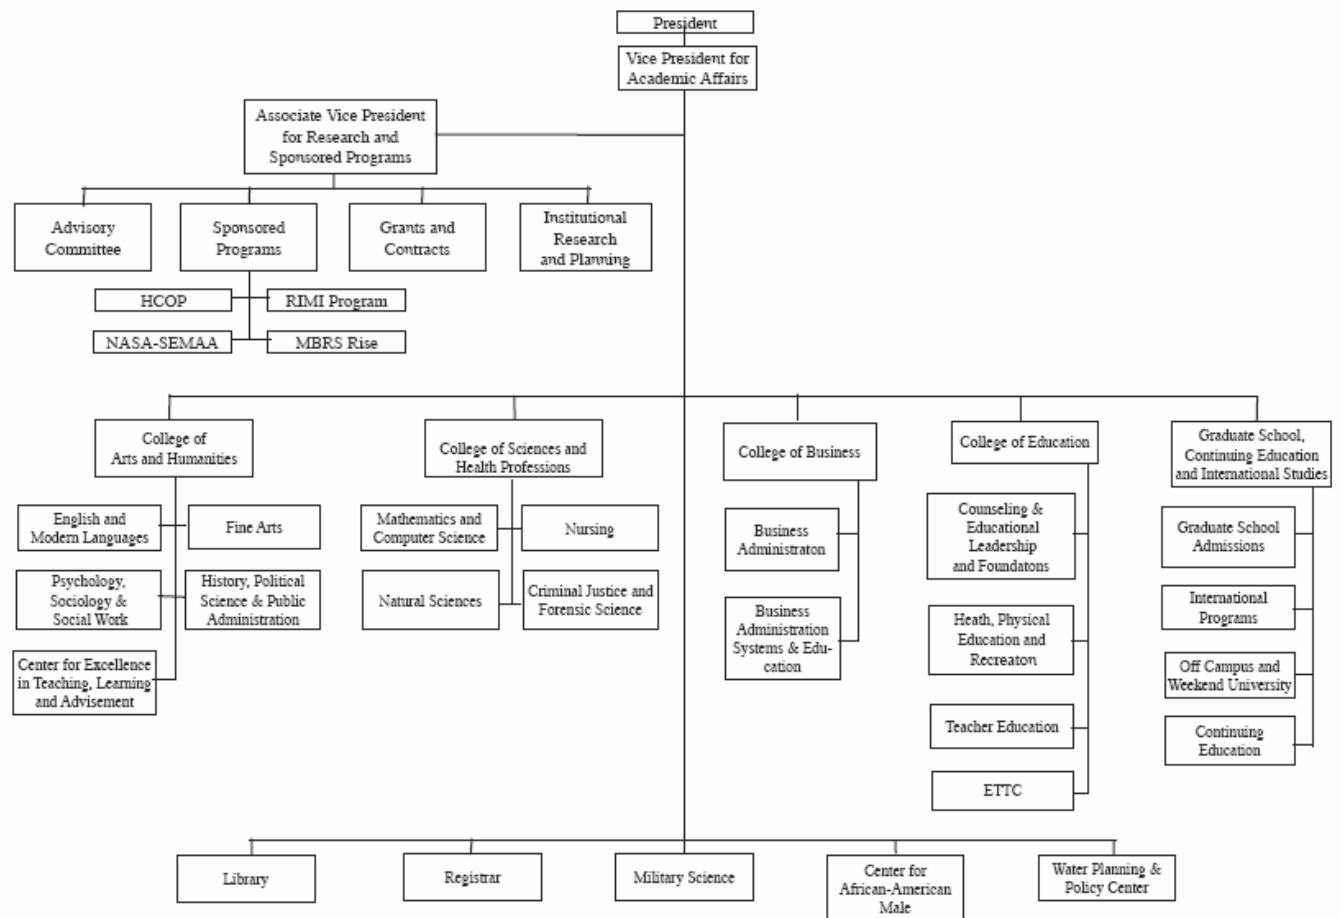 President
Vice President for
Academic Affairs
Associate Vice President
for Research and
Sponsored Programs
Advisory
Committee
Sponsored
Programs
Grants and
Contracts
Institutional
Research
and Planning
HCOP
RIMI Program
NASA-SEMAA
MBRS Rise
College of
Arts and Humanities
College of Sciences and
Health Professions
College of Business
College of Education
Graduate School,
Continuing Education
and International Studies
English and
Modern Languages
Fine Arts
Psychology,
Sociology &
Social Work
History, Political
Science & Public
Administration
Center for Excellence
in Teaching, Learning
and Advisement
Mathematics and
Computer Science
Nursing
Natural Sciences
Criminal Justice and
Forensic Science
Business
Administraton
Business
Administration
Systems & Edu-
cation
Counseling &
Educational
Leadership
and Foundatons
Heath, Physical
Education and
Recreaton
Teacher Education
ETTC
Graduate School
Admissions
International
Programs
Off Campus and
Weekend University
Continuing
Education
Library
Registrar
Military Science
Center for
African-American
Male
Water Planning &
Policy Center